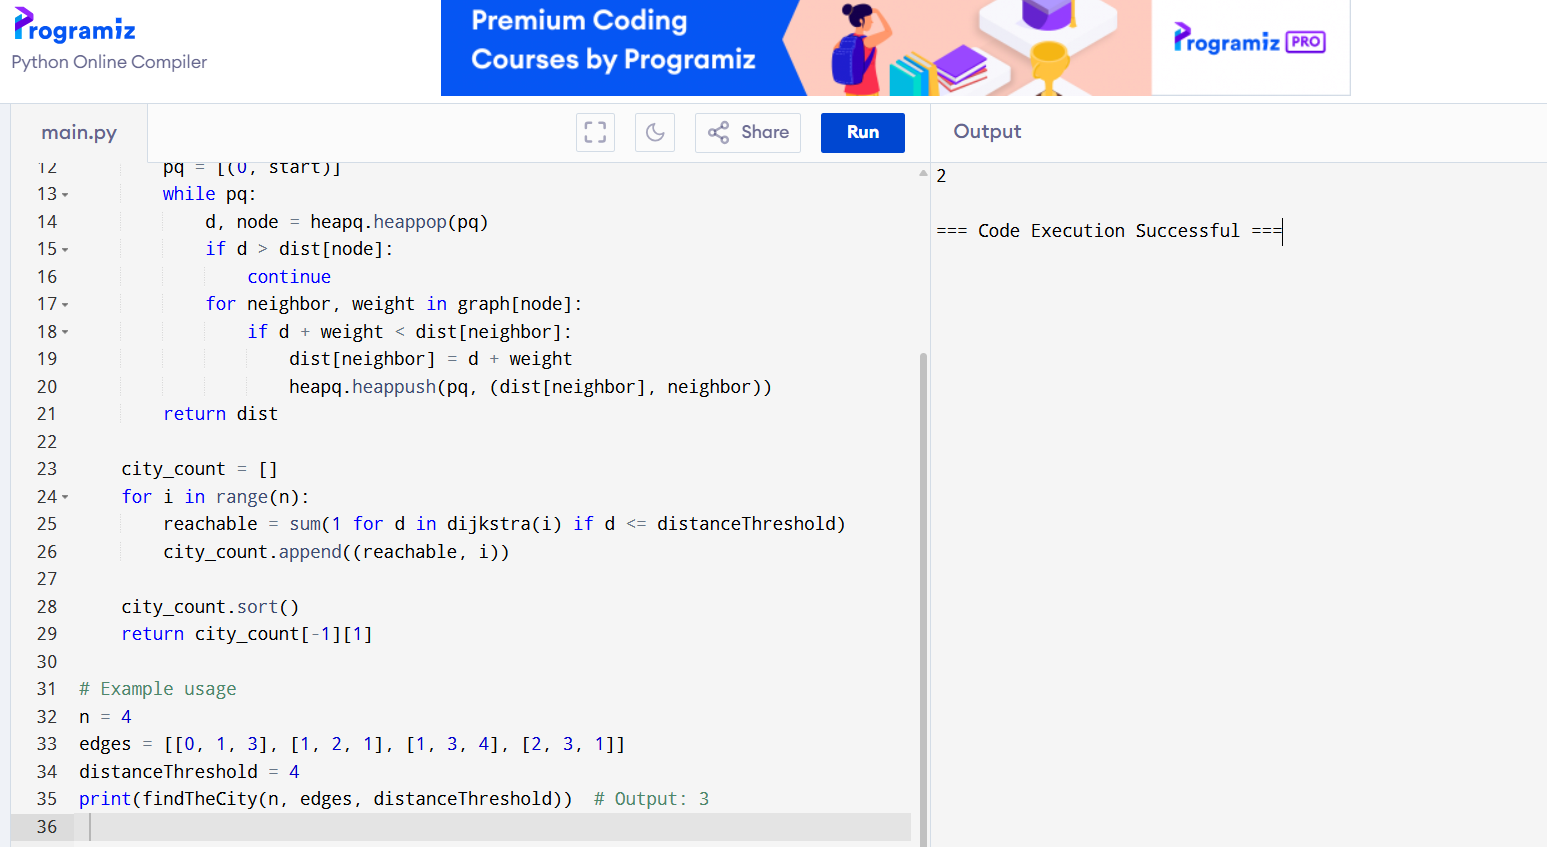 Programiz
Python Online Compiler
Premium Coding
Courses by Programiz
Programiz PRO
main.py
Share
Run
Output
12 pq = [(0, start)]
13 while pq:
14 d, node = heapq.heappop(pq)
15 if d > dist[node]:
16 continue
17 for neighbor, weight in graph[node]:
18 if d + weight < dist[neighbor]:
19 dist[neighbor] = d + weight
20 heapq.heappush(pq, (dist[neighbor], neighbor))
21 return dist
22
23 city_count = []
24 for i in range(n):
25 reachable = sum(1 for d in dijkstra(i) if d <= distanceThreshold)
26 city_count.append((reachable, i))
27
28 city_count.sort()
29 return city_count[-1][1]
30
31 # Example usage
32 n = 4
33 edges = [[0, 1, 3], [1, 2, 1], [1, 3, 4], [2, 3, 1]]
34 distanceThreshold = 4
35 print(findTheCity(n, edges, distanceThreshold))  # Output: 3
36
2
=== Code Execution Successful ===